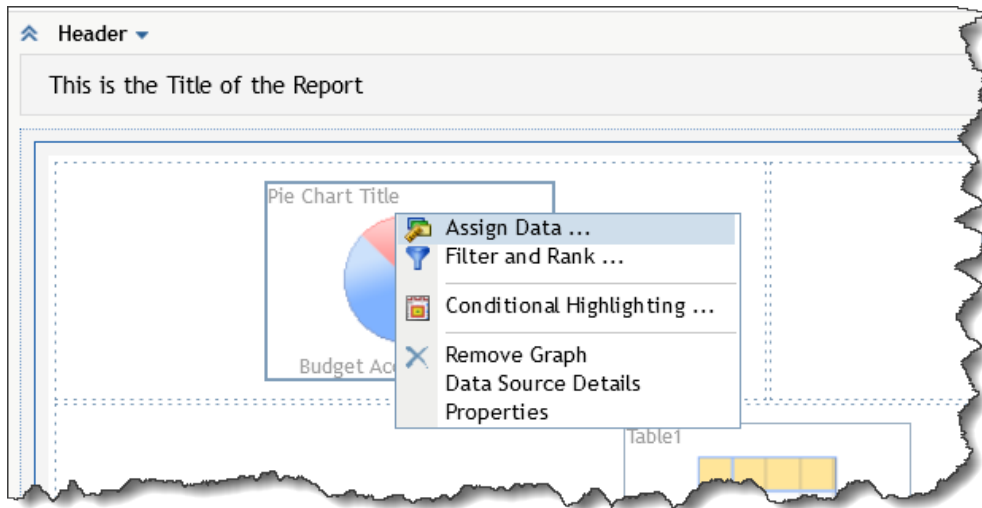 Header
This is the Title of the Report
Pie Chart Title
Assign Data ...
Filter and Rank ...
Conditional Highlighting ...
Remove Graph
Budget
Data Source Details
Properties
Table1